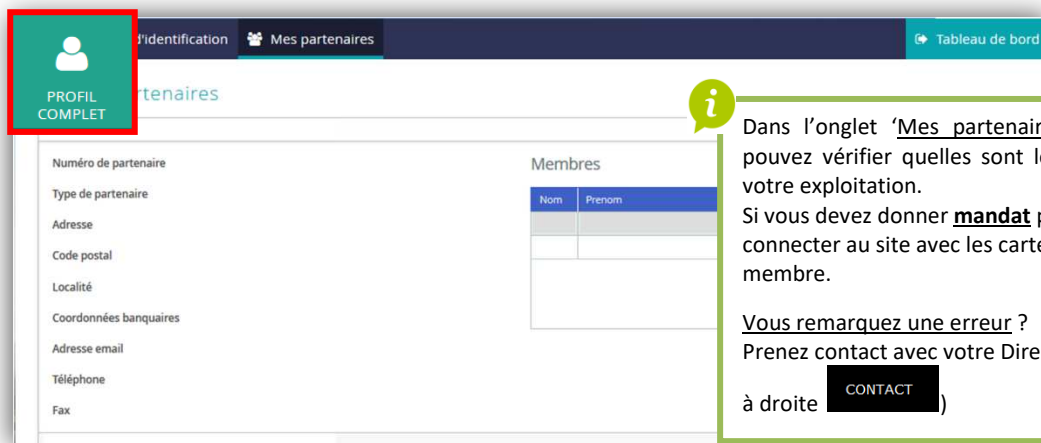 PROFIL
COMPLET
d'identification
Mes partenaires
Tableau de bord
rtenaires
Numéro de partenaire
Type de partenaire
Adresse
Code postal
Localité
Coordonnées banquaires
Adresse email
Téléphone
Fax
Membres
Nom Prenom
i
Dans l'onglet ‘Mes partenair
pouvez vérifier quelles sont l
votre exploitation.
Si vous devez donner mandat p
connecter au site avec les carte
membre.
Vous remarquez une erreur ?
Prenez contact avec votre Dire
à droite CONTACT )